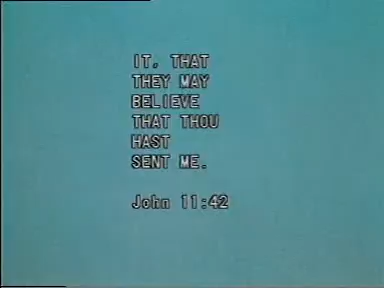 IT, THAT
THEY MAY
BELIEVE
THAT THOU
HAST
SENT ME.
John 11:42